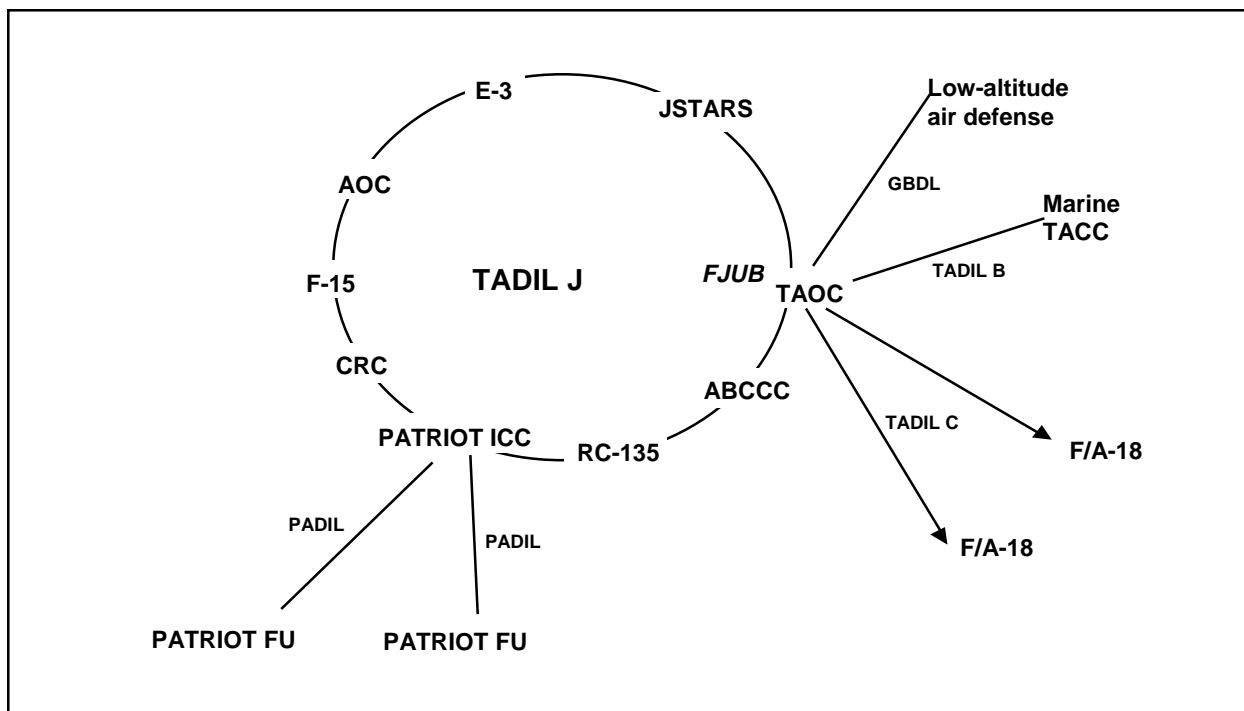 E-3
JSTARS
Low-altitude
air defense
AOC
GBDL
Marine
TACC
F-15
TADIL J
FJUB
TAOC
TADIL B
CRC
ABCCC
TADIL C
PATRIOT ICC
RC-135
F/A-18
PADIL
PADIL
F/A-18
PATRIOT FU
PATRIOT FU